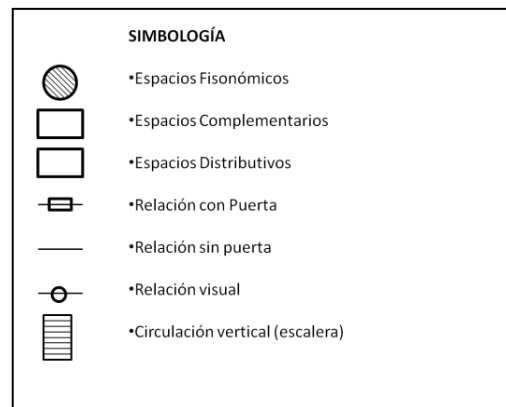 SIMBOLOGÍA
•Espacios Fisonómicos
•Espacios Complementarios
•Espacios Distributivos
•Relación con Puerta
•Relación sin puerta
•Relación visual
•Circulación vertical (escalera)